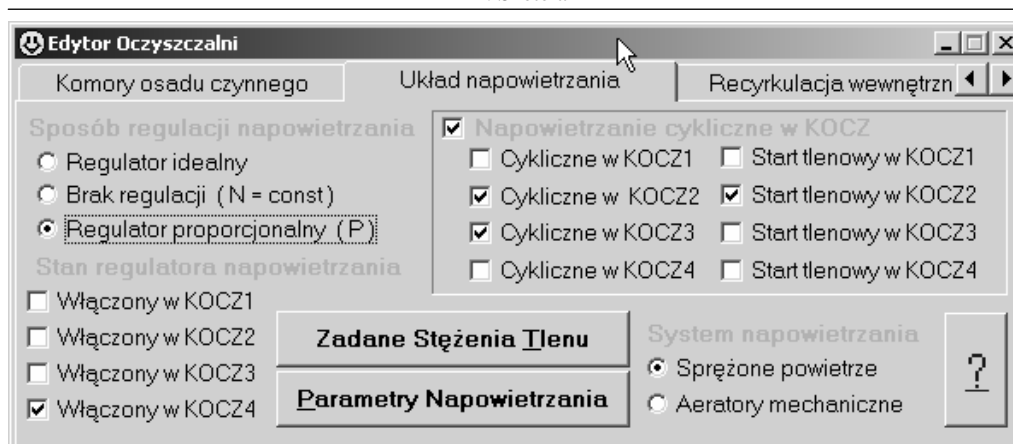 Edytor Oczyszczalni
Komory osadu czynnego
Układ napowietrzania
Recyrkulacja wewnętrzn
Sposób regulacji napowietrzania
Regulator idealny
Brak regulacji ( N = const )
Regulator proporcjonalny ( P )
Stan regulatora napowietrzania
Włączony w KOCZ1
Włączony w KOCZ2
Włączony w KOCZ3
Włączony w KOCZ4
Napowietrzanie cykliczne w KOCZ
Cykliczne w KOCZ1
Start tlenowy w KOCZ1
Cykliczne w KOCZ2
Start tlenowy w KOCZ2
Cykliczne w KOCZ3
Start tlenowy w KOCZ3
Cykliczne w KOCZ4
Start tlenowy w KOCZ4
Zadane Stężenia Tlenu
Parametry Napowietrzania
System napowietrzania
Sprężone powietrze
Aeratory mechaniczne
?